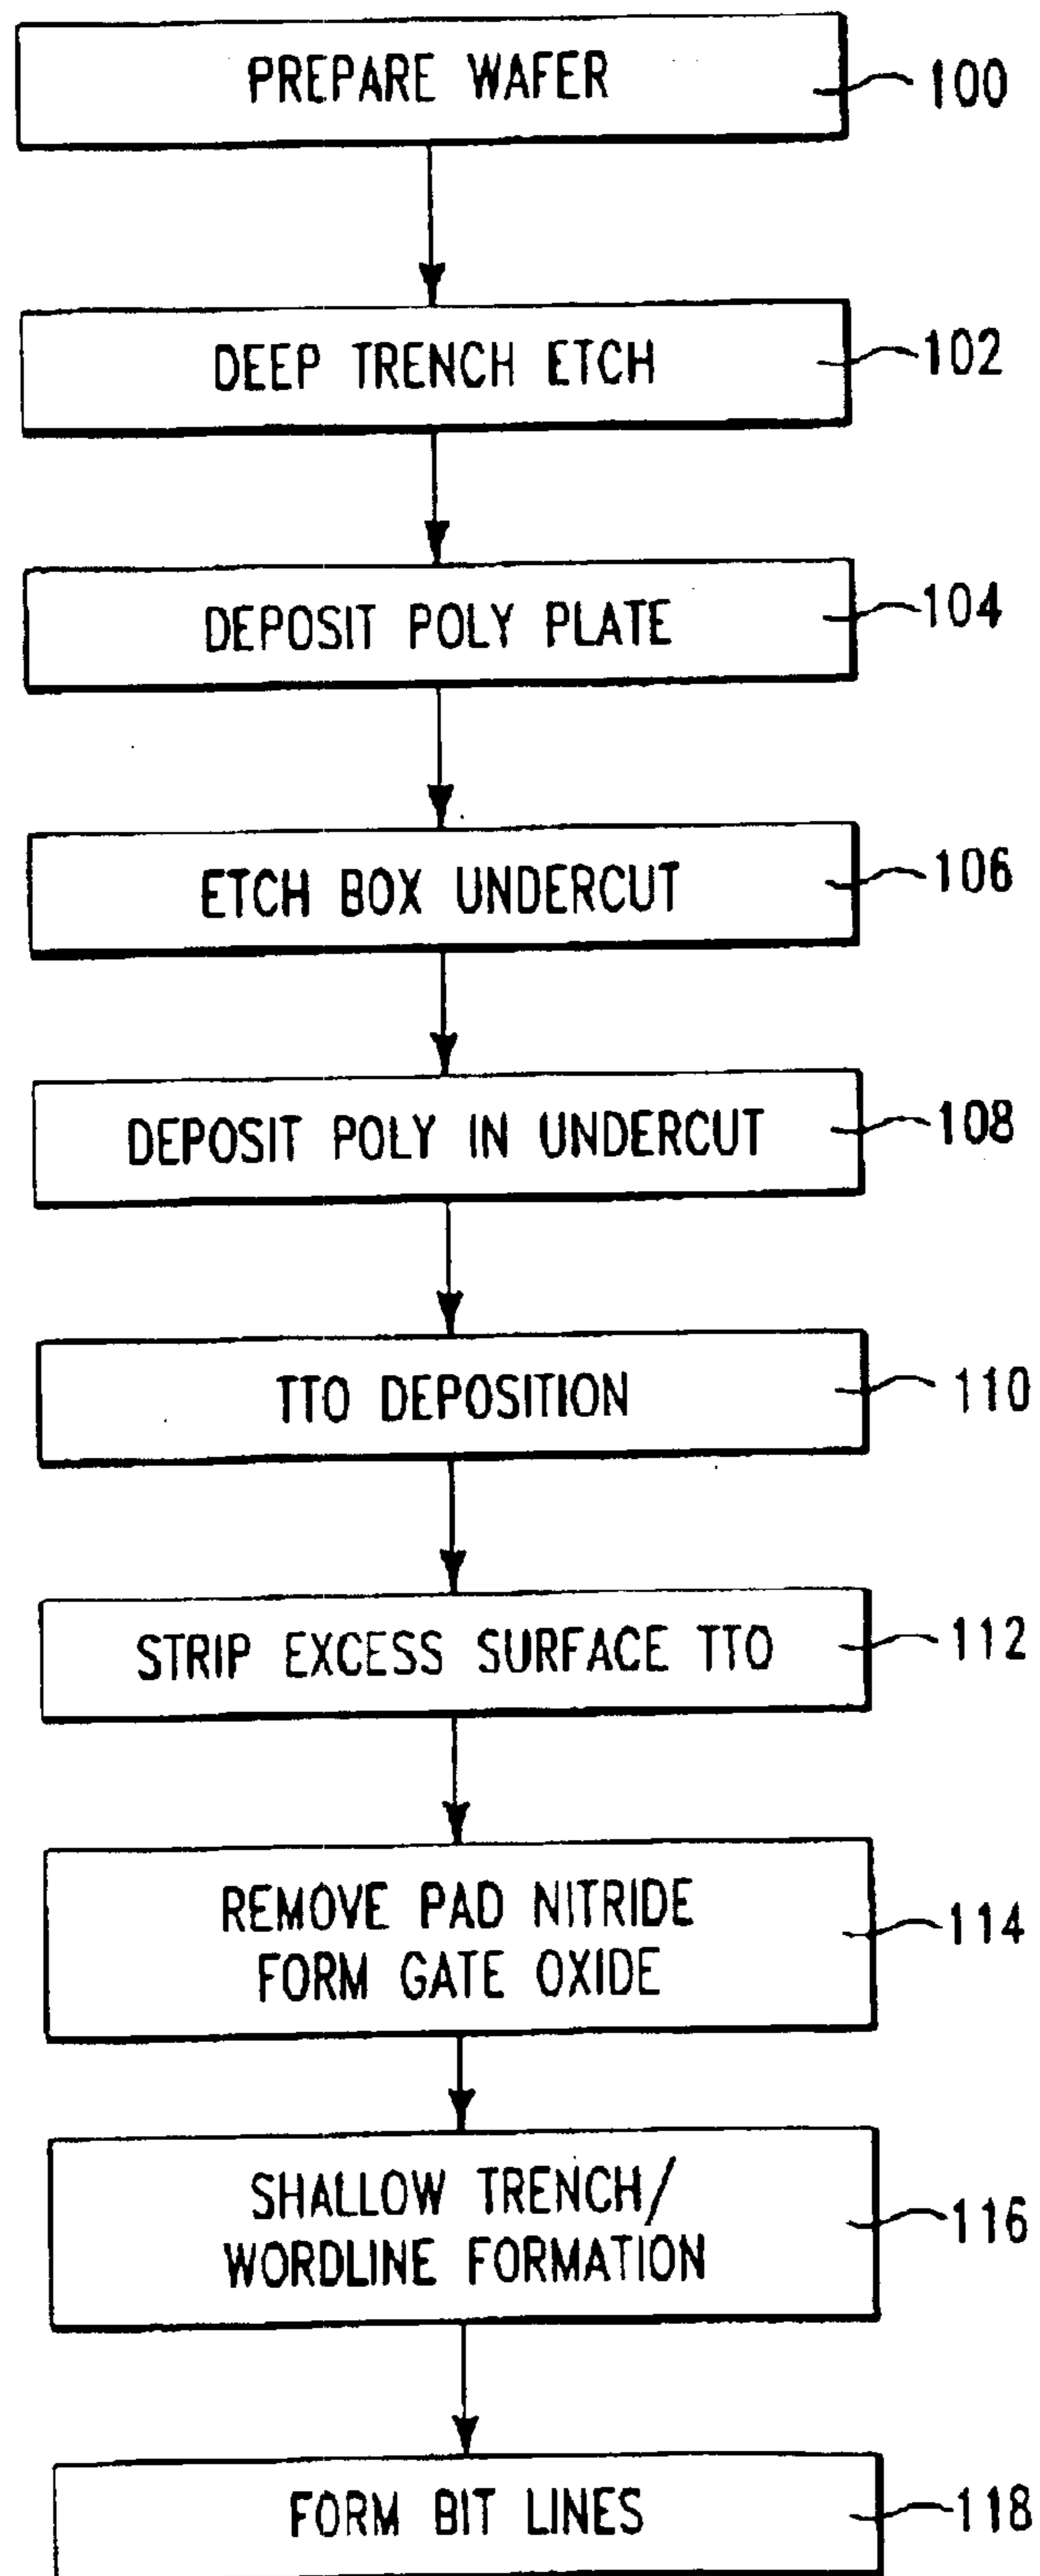 PREPARE WAFER
100
DEEP TRENCH ETCH
102
DEPOSIT POLY PLATE
104
ETCH BOX UNDERCUT
106
DEPOSIT POLY IN UNDERCUT
108
TTO DEPOSITION
110
STRIP EXCESS SURFACE TTO
112
REMOVE PAD NITRIDE
FORM GATE OXIDE
114
SHALLOW TRENCH/
WORDLINE FORMATION
116
FORM BIT LINES
118